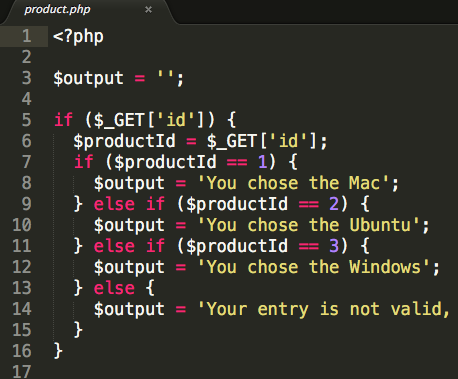 product.php ×
1 <?php
2
3 $output = '';
4
5 if ($_GET['id']) {
6 $productId = $_GET['id'];
7 if ($productId == 1) {
8 $output = 'You chose the Mac';
9 } else if ($productId == 2) {
10 $output = 'You chose the Ubuntu';
11 } else if ($productId == 3) {
12 $output = 'You chose the Windows';
13 } else {
14 $output = 'Your entry is not valid,
15 }
16 }
17